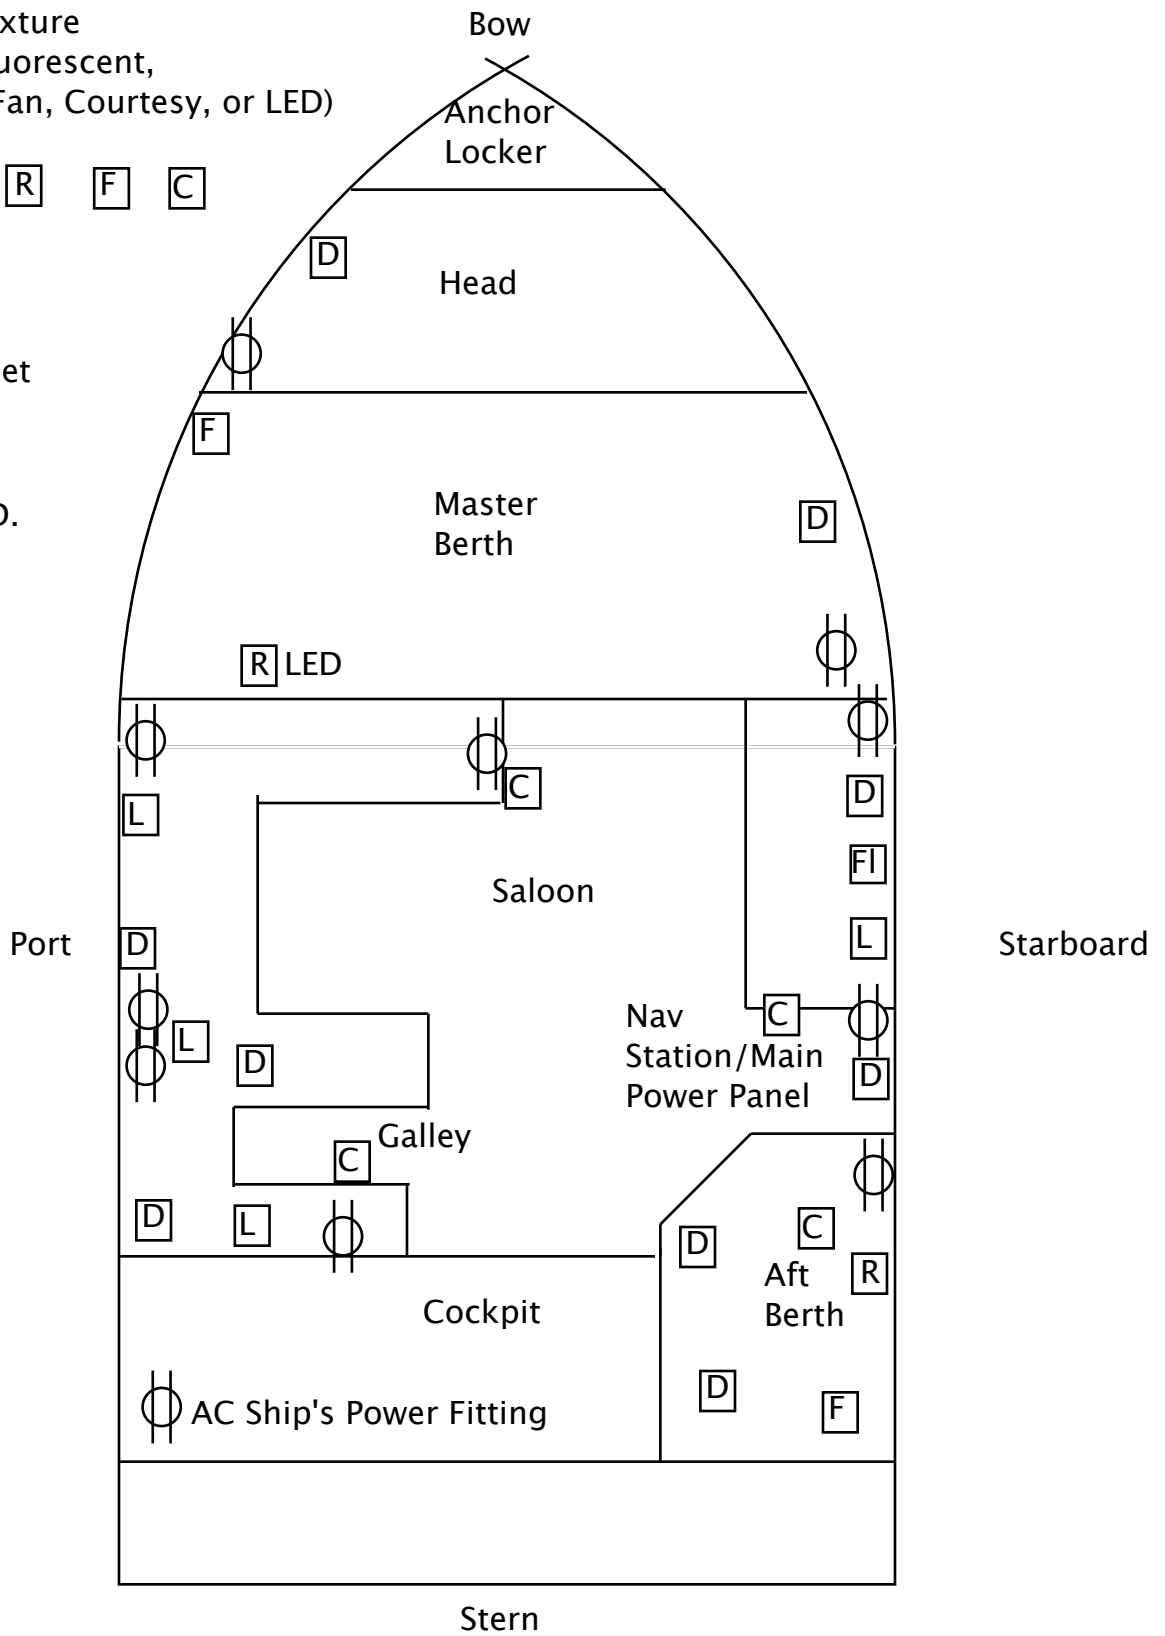 xture
Bow
uorescent,
Fan, Courtesy, or LED)
Anchor
Locker
R F C
D
Head
et
F
Master
Berth
D
O.
R LED
C
D
L
Fl
Saloon
Port
D
L
Starboard
C
Nav
Station/Main
Power Panel
L
D
D
Galley
C
D
L
D
C
Aft
Berth
R
Cockpit
D
F
AC Ship's Power Fitting
Stern